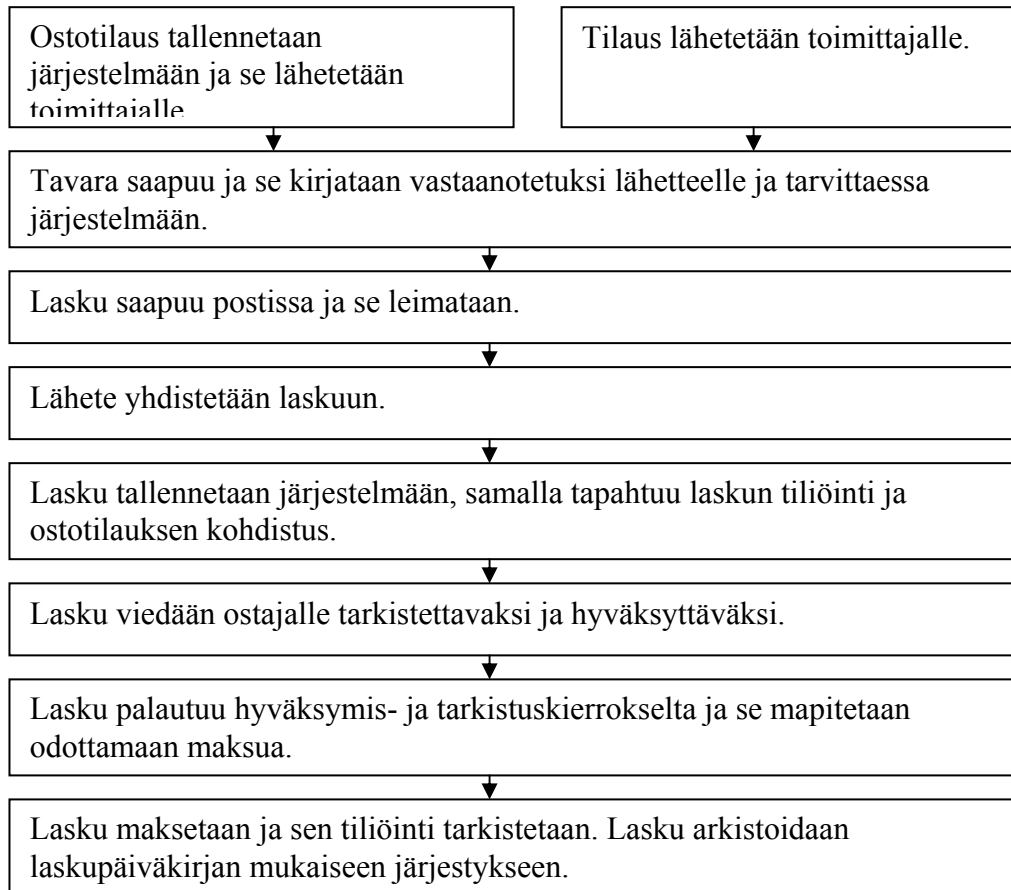 Ostotilaus tallennetaan
järjestelmään ja se lähetetään
toimittajalle
Tilaus lähetetään toimittajalle.
Tavara saapuu ja se kirjataan vastaanotetuksi lähetteelle ja tarvittaessa
järjestelmään.
Lasku saapuu postissa ja se leimataan.
Lähete yhdistetään laskuun.
Lasku tallennetaan järjestelmään, samalla tapahtuu laskun tiliöinti ja
ostotilauksen kohdistus.
Lasku viedään ostajalle tarkistettavaksi ja hyväksyttäväksi.
Lasku palautuu hyväksymis- ja tarkistuskierrokselta ja se mapitetaan
odottamaan maksua.
Lasku maksetaan ja sen tiliöinti tarkistetaan. Lasku arkistoidaan
laskupäiväkirjan mukaiseen järjestykseen.